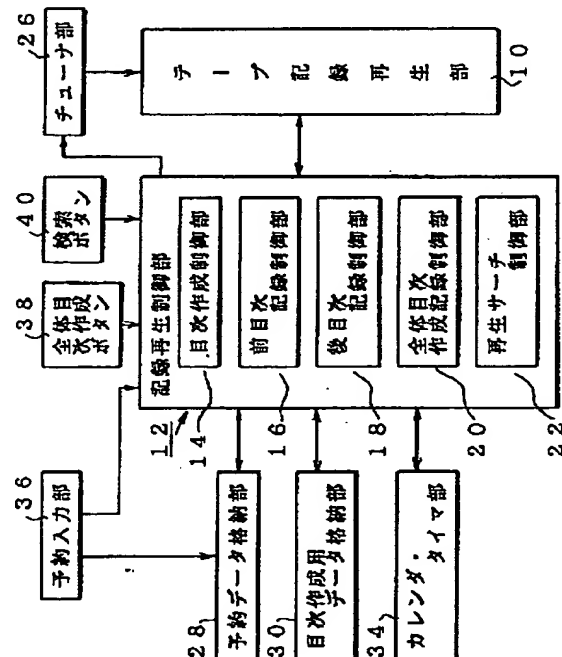 予約入力部
36
全体目
次作成
ボタン
38
検索
ボタン
40
チューナ部
26
記録再生制御部
12
目次作成制御部
14
前目次
記録制御部
16
後目次
記録制御部
18
全体目次
作成記録制御部
20
再生サーチ
制御部
22
テープ記録再生部
10
予約データ格納部
28
目次作成用
データ格納部
30
カレンダ・
タイマ部
34